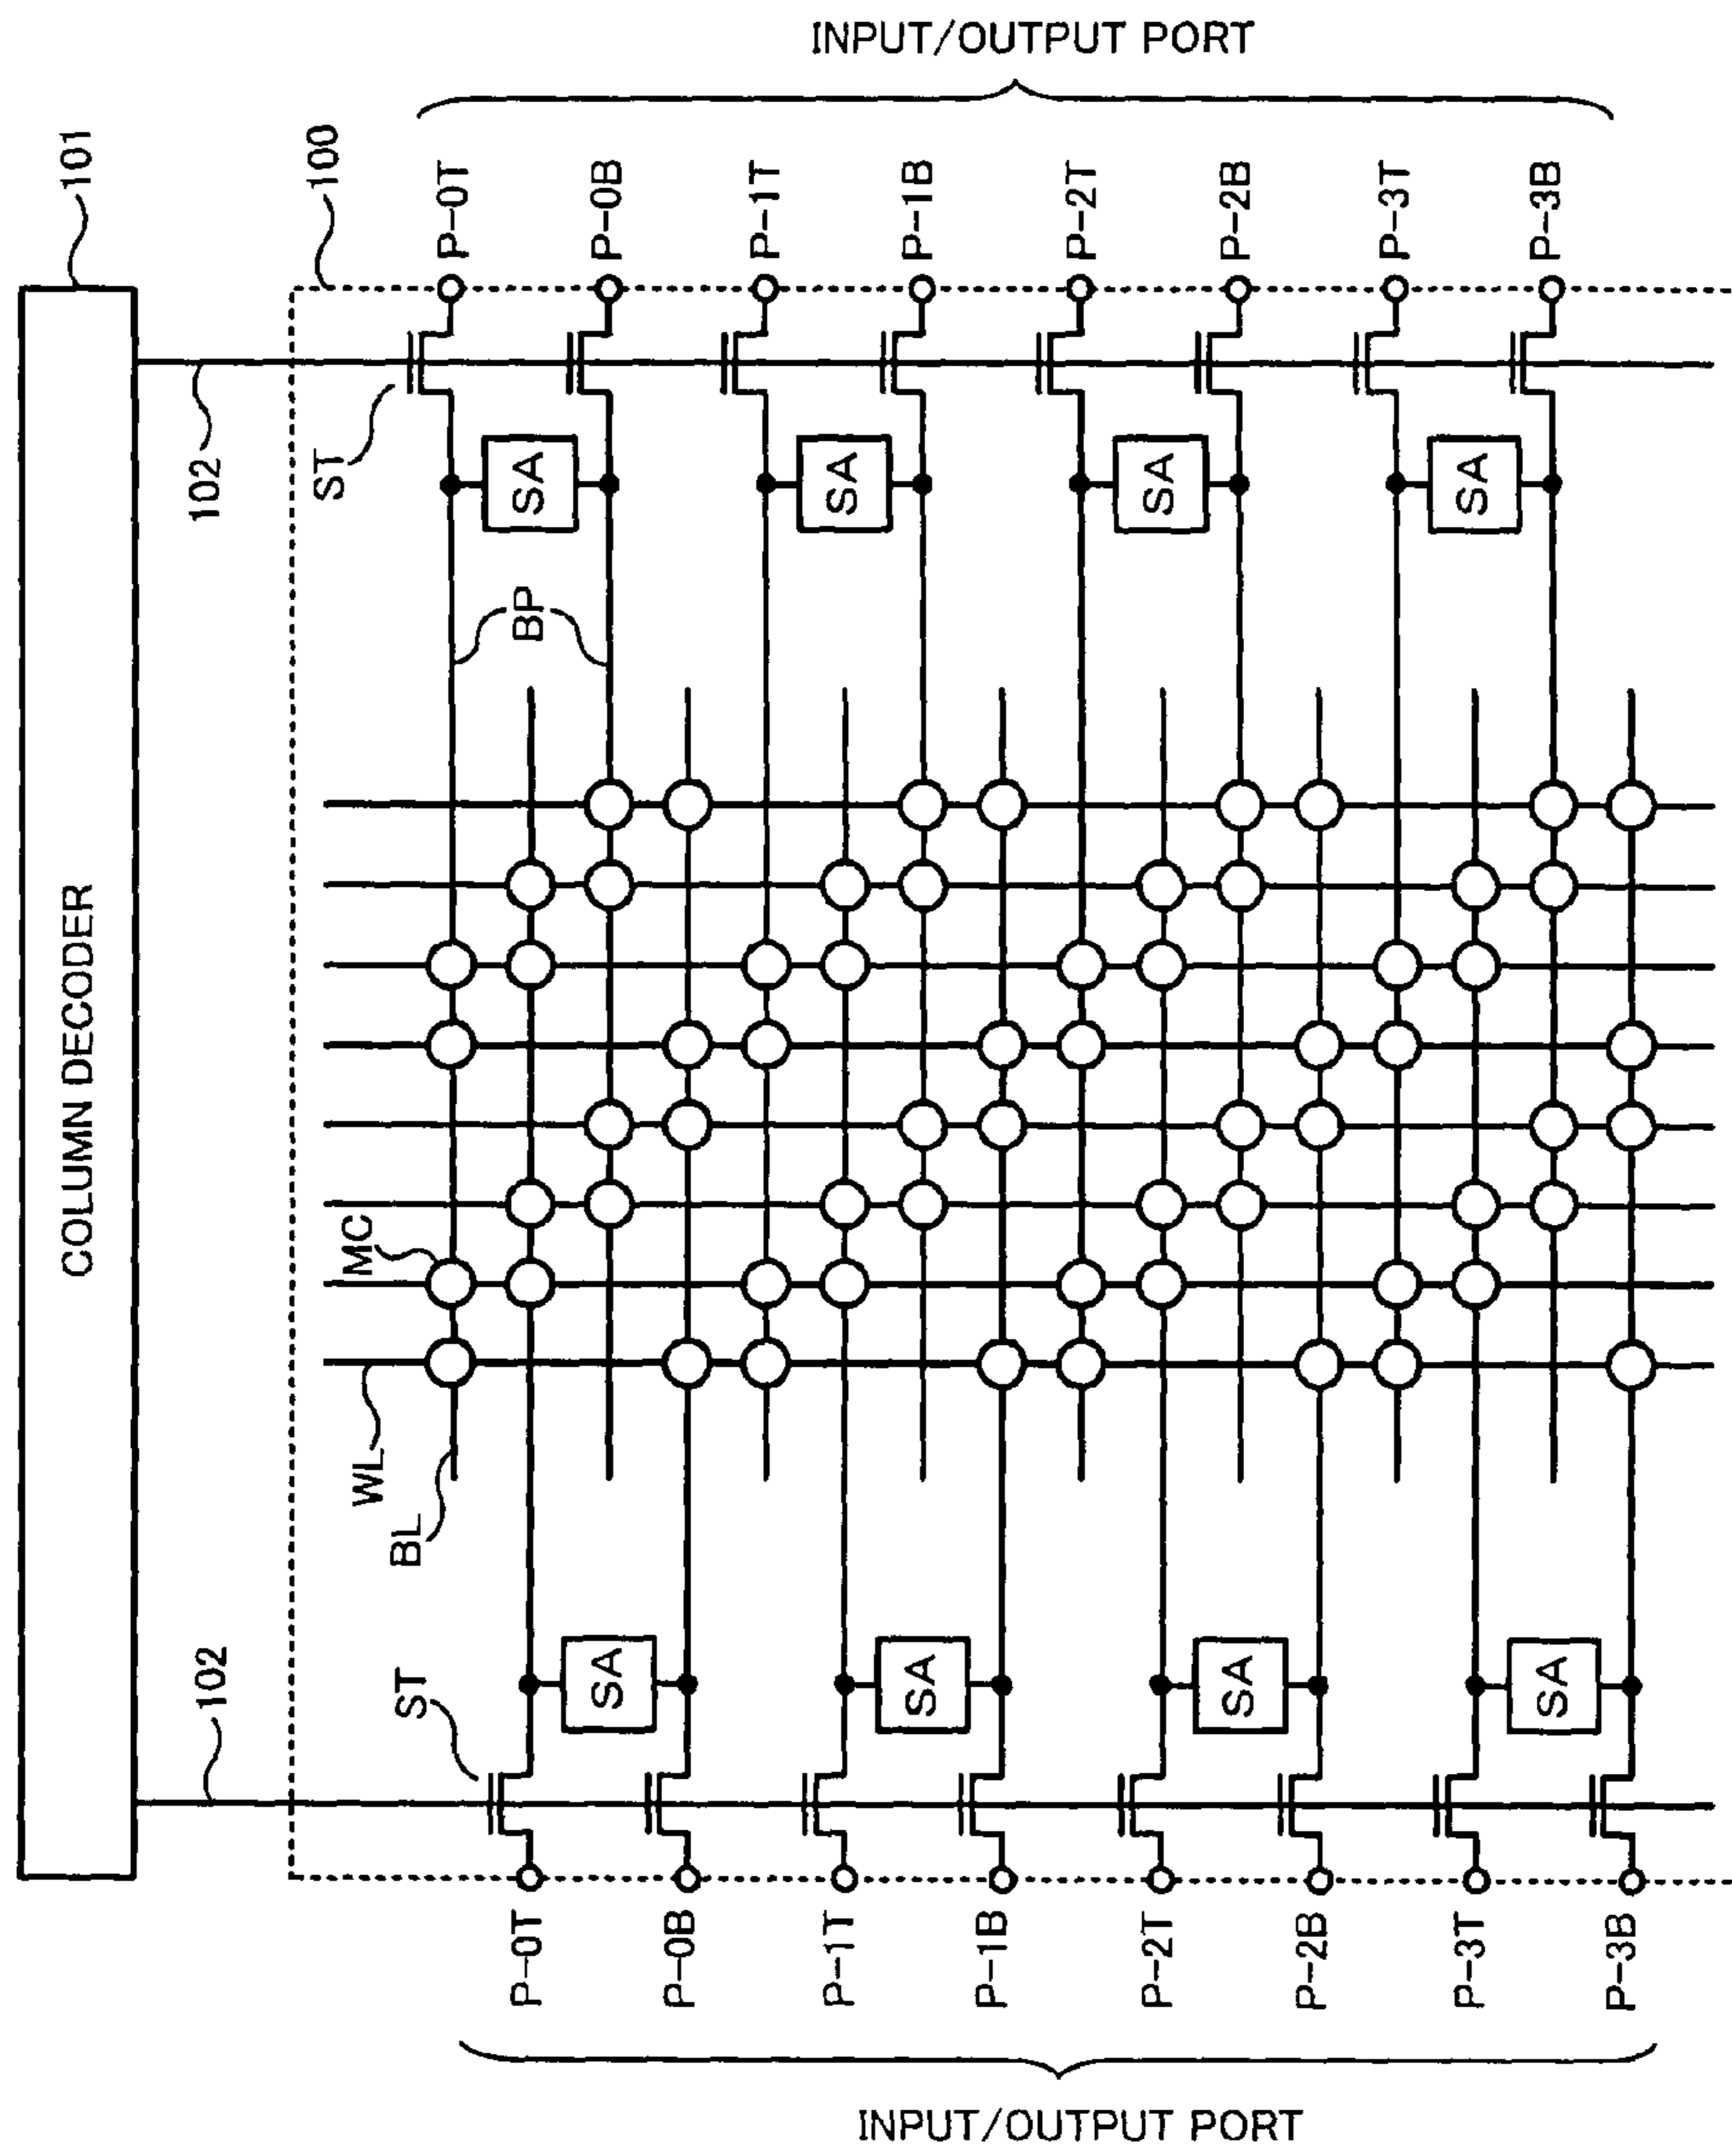 INPUT/OUTPUT PORT
101
100
P-0T
P-0B
P-1T
P-1B
P-2T
P-2B
P-3T
P-3B
102
ST
SA
SA
SA
SA
BP
COLUMN DECODER
MC
WL
BL
102
ST
SA
SA
SA
SA
P-0T
P-0B
P-1T
P-1B
P-2T
P-2B
P-3T
P-3B
INPUT/OUTPUT PORT